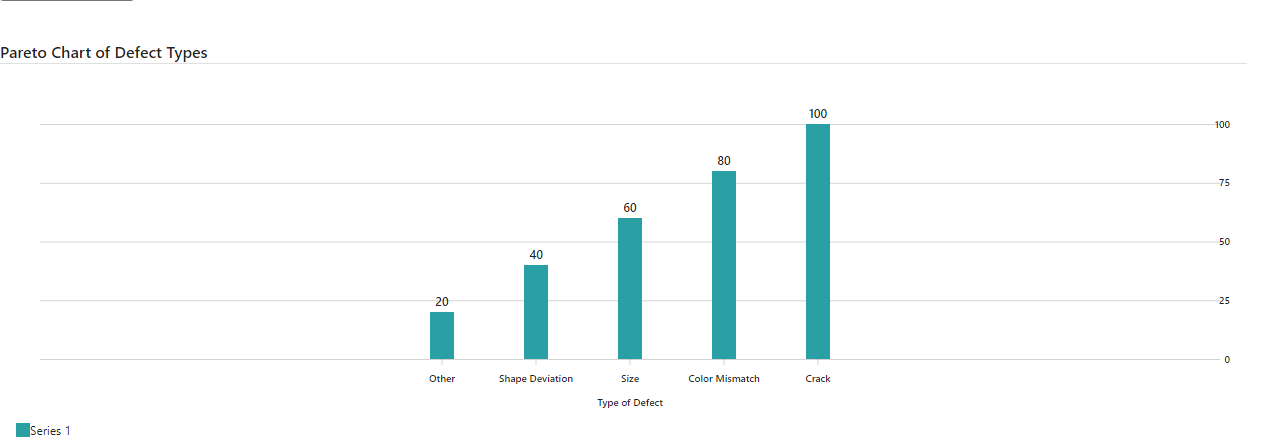 Pareto Chart of Defect Types
100
100
80
75
60
50
40
25
20
0
Other Shape Deviation Size Color Mismatch Crack
Type of Defect
Series 1